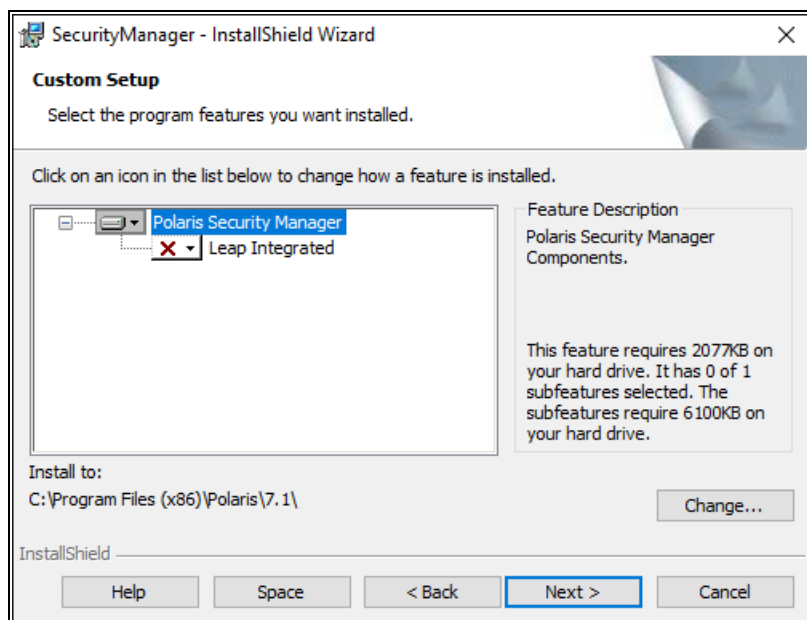 SecurityManager - InstallShield Wizard
Custom Setup
Select the program features you want installed.
Click on an icon in the list below to change how a feature is installed.
Polaris Security Manager
Leap Integrated
Feature Description
Polaris Security Manager
Components.
This feature requires 2077KB on
your hard drive. It has 0 of 1
subfeatures selected. The
subfeatures require 6100KB on
your hard drive.
Install to:
C:\Program Files (x86)\Polaris\7.1\
Change...
InstallShield
Help
Space
< Back
Next >
Cancel